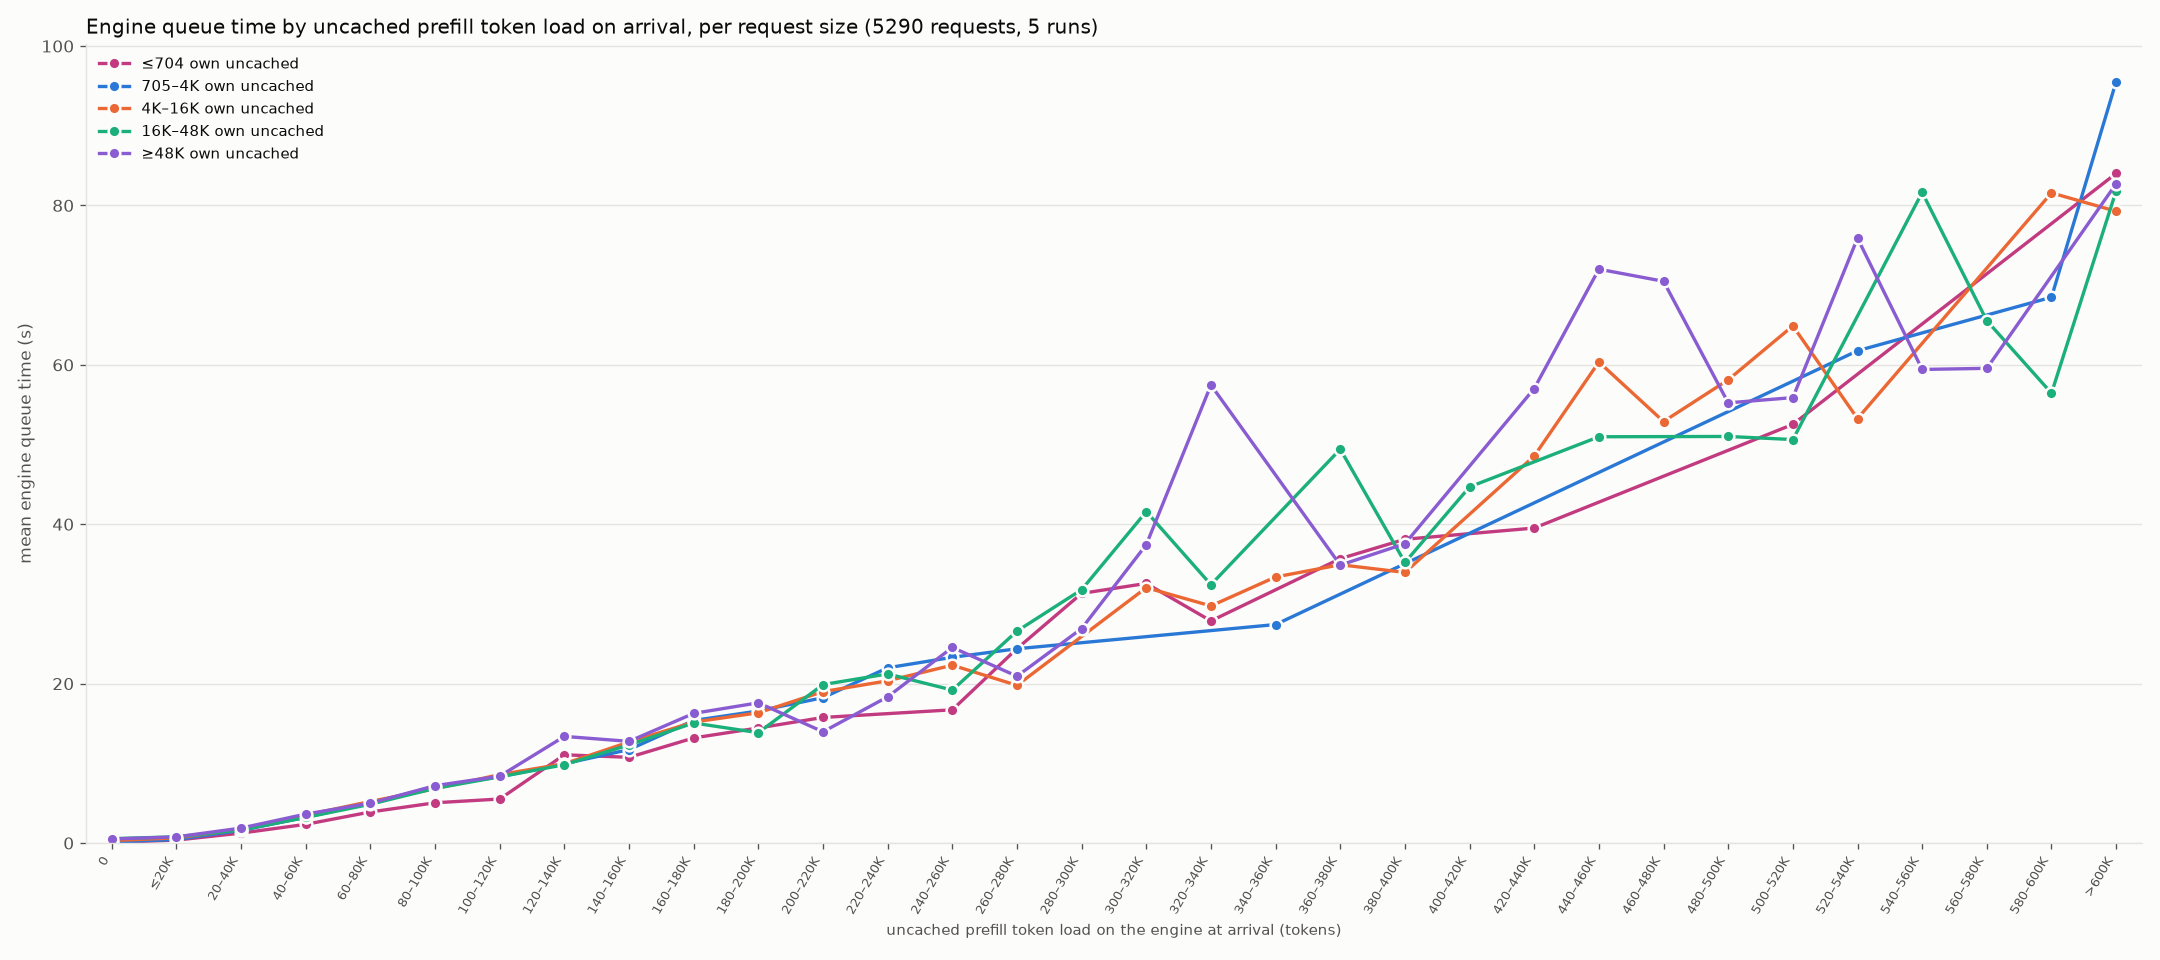 Engine queue time by uncached prefill token load on arrival, per request size (5290 requests, 5 runs)
≤704 own uncached
705–4K own uncached
4K–16K own uncached
16K–48K own uncached
≥48K own uncached
mean engine queue time (s)
100
80
60
40
20
0
0
≤20K
20–40K
40–60K
60–80K
80–100K
100–120K
120–140K
140–160K
160–180K
180–200K
200–220K
220–240K
240–260K
260–280K
280–300K
300–320K
320–340K
340–360K
360–380K
380–400K
400–420K
420–440K
440–460K
460–480K
480–500K
500–520K
520–540K
540–560K
560–580K
580–600K
>600K
uncached prefill token load on the engine at arrival (tokens)